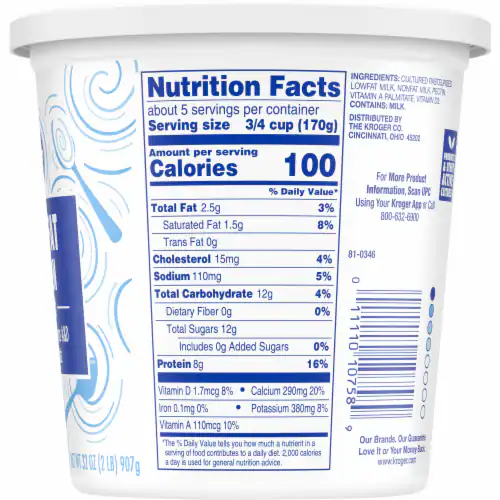 Nutrition Facts
about 5 servings per container
Serving size 3/4 cup (170g)
Amount per serving
Calories 100
% Daily Value*
Total Fat 2.5g 3%
Saturated Fat 1.5g 8%
Trans Fat 0g
Cholesterol 15mg 4%
Sodium 110mg 5%
Total Carbohydrate 12g 4%
Dietary Fiber 0g 0%
Total Sugars 12g
Includes 0g Added Sugars 0%
Protein 8g 16%
Vitamin D 1.7mcg 8% • Calcium 290mg 20%
Iron 0.1mg 0% • Potassium 380mg 8%
Vitamin A 110mcg 10%
*The % Daily Value tells you how much a nutrient in a
serving of food contributes to a daily diet. 2,000 calories
a day is used for general nutrition advice.
INGREDIENTS: CULTURED PASTEURIZED
LOWFAT MILK, NONFAT MILK, PECTIN,
VITAMIN A PALMITATE, VITAMIN D3.
CONTAINS: MILK.
DISTRIBUTED BY
THE KROGER CO.
CINCINNATI, OHIO 45202
For More Product
Information, Scan UPC
Using Your Kroger App or Call
800-632-6900
81-0346
0 11110 10758 9
Our Brands. Our Guarantee.
Love It or Your Money Back.
www.kroger.com
NET WT 32 OZ (2 LB) 907g